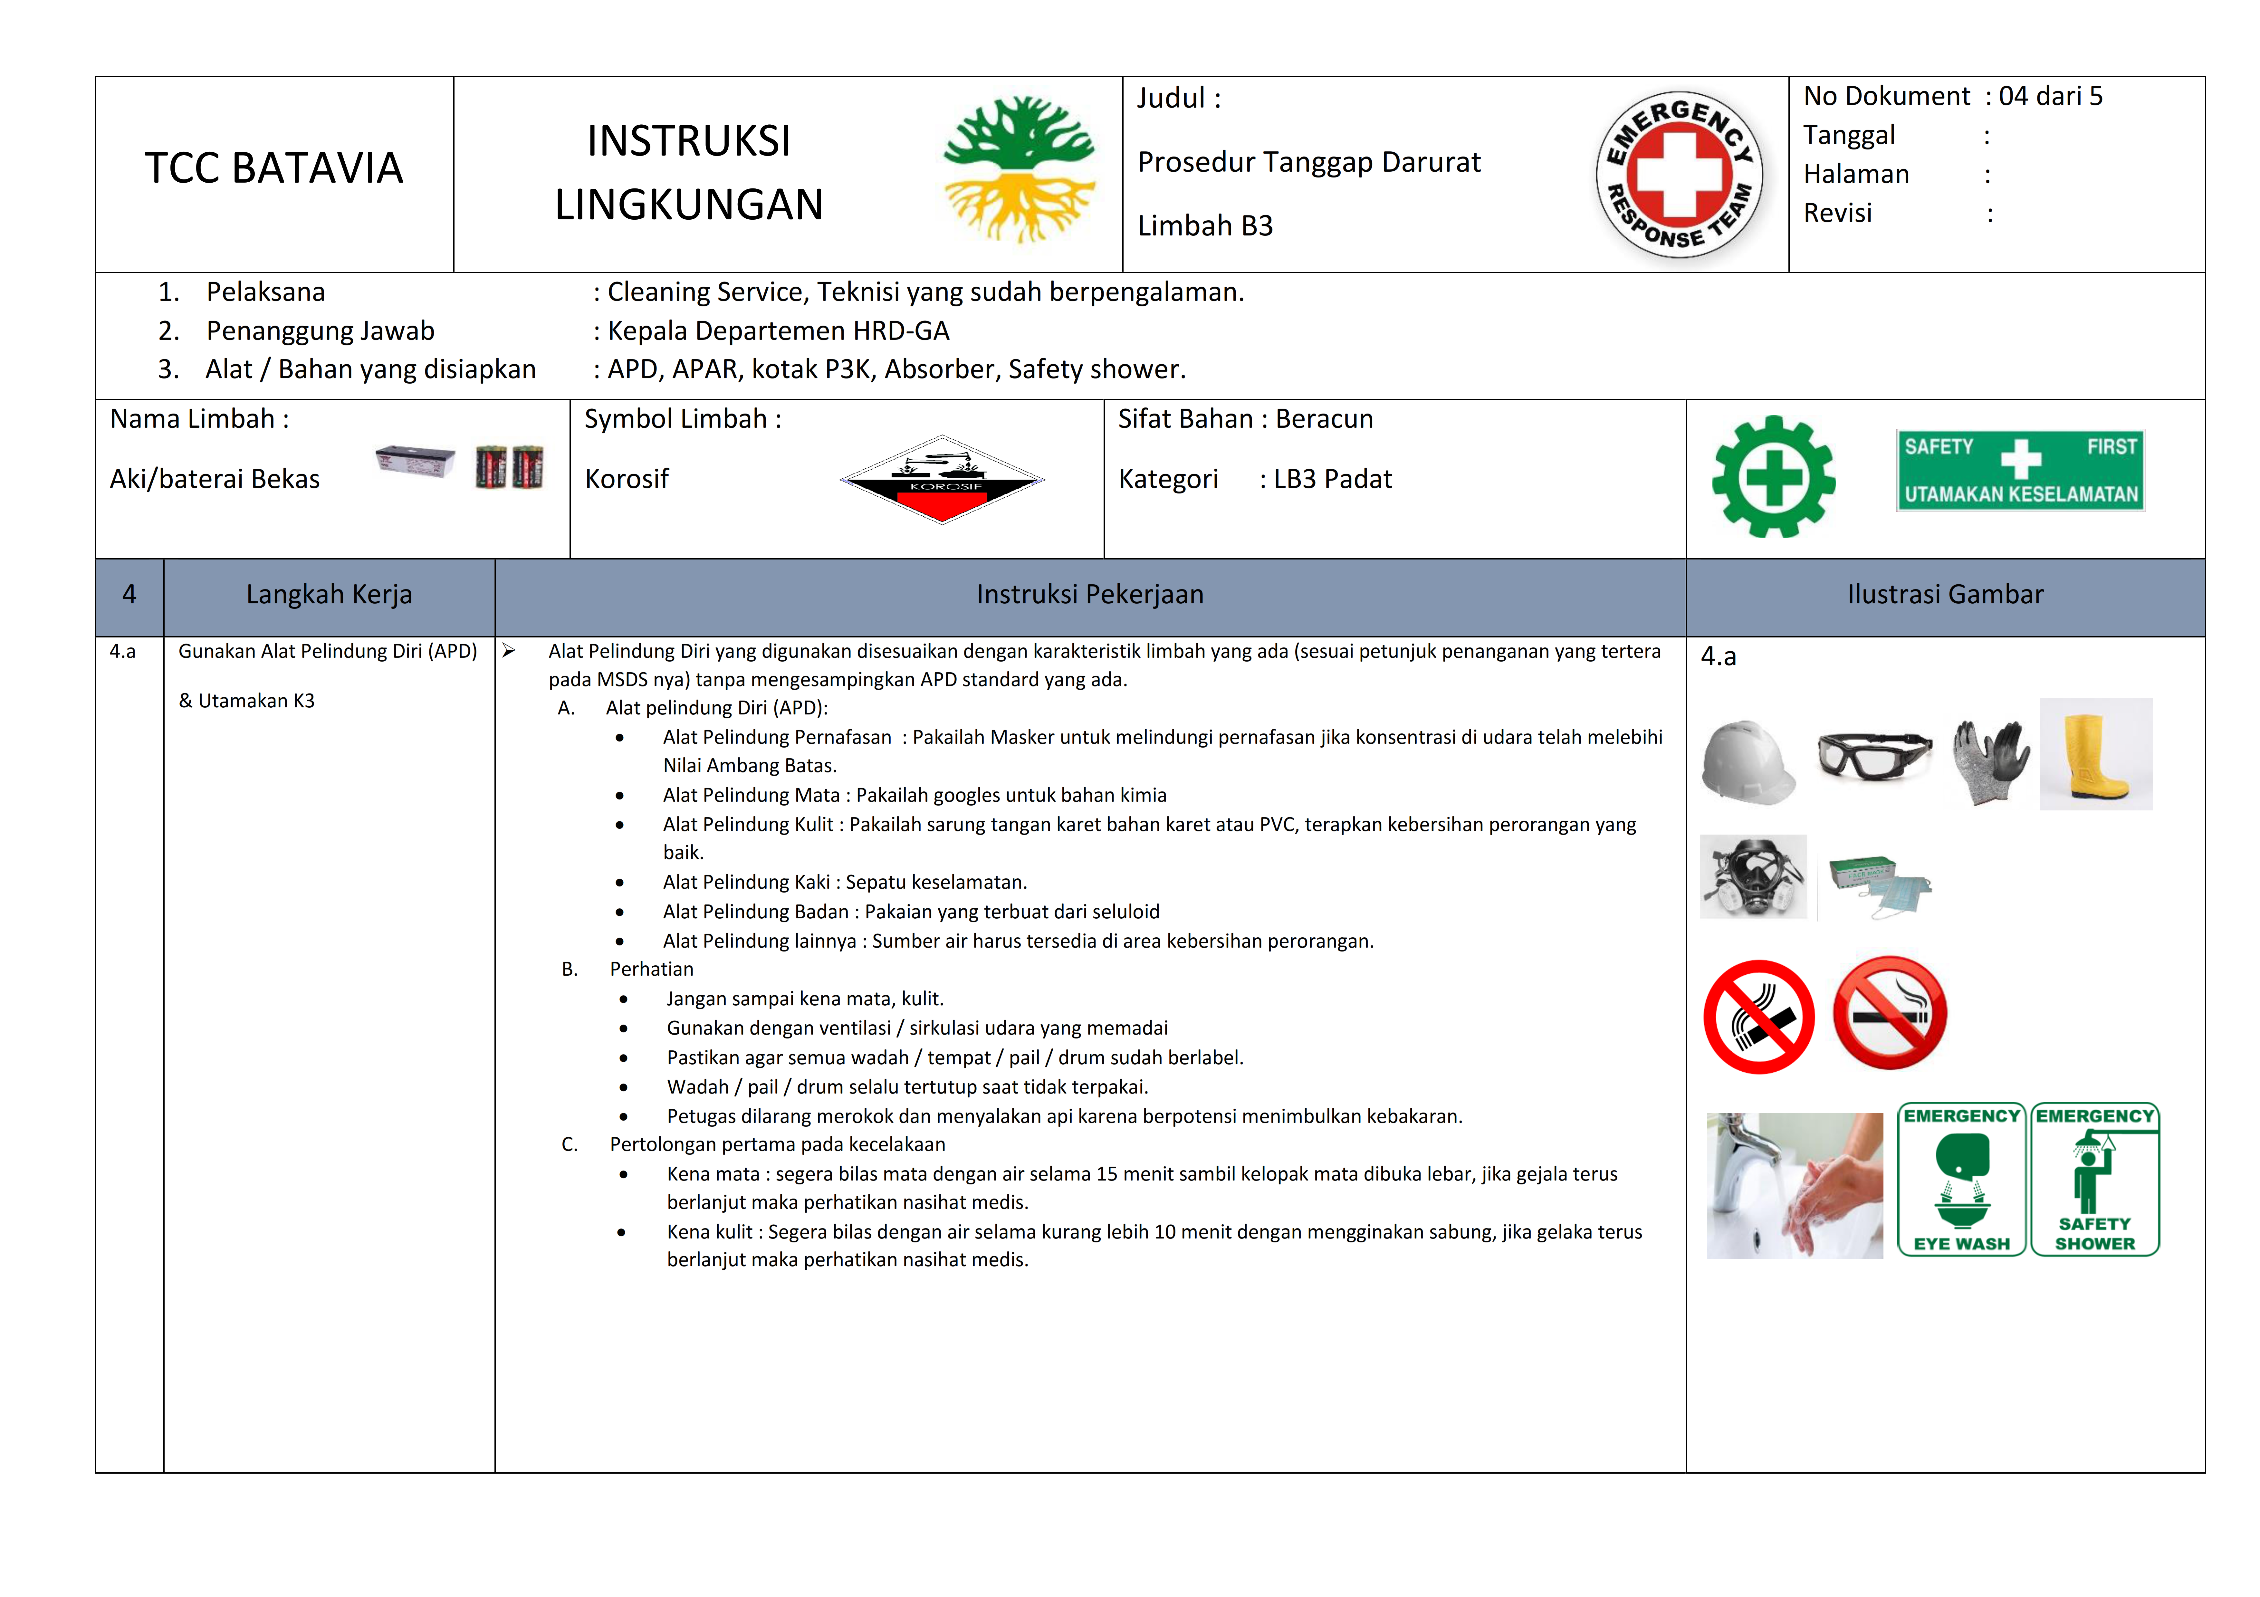 TCC BATAVIA
INSTRUKSI
LINGKUNGAN
Judul :
Prosedur Tanggap Darurat
Limbah B3
EMERGENCY
RESPONSE TEAM
No Dokument : 04 dari 5
Tanggal :
Halaman :
Revisi :
1. Pelaksana : Cleaning Service, Teknisi yang sudah berpengalaman.
2. Penanggung Jawab : Kepala Departemen HRD-GA
3. Alat / Bahan yang disiapkan : APD, APAR, kotak P3K, Absorber, Safety shower.
Nama Limbah :
Aki/baterai Bekas
Symbol Limbah :
Korosif
KOROSIF
Sifat Bahan : Beracun
Kategori : LB3 Padat
SAFETY FIRST
UTAMAKAN KESELAMATAN
4 Langkah Kerja Instruksi Pekerjaan Ilustrasi Gambar
4.a Gunakan Alat Pelindung Diri (APD)
& Utamakan K3
➢ Alat Pelindung Diri yang digunakan disesuaikan dengan karakteristik limbah yang ada (sesuai petunjuk penanganan yang tertera
pada MSDS nya) tanpa mengesampingkan APD standard yang ada.
A. Alat pelindung Diri (APD):
• Alat Pelindung Pernafasan : Pakailah Masker untuk melindungi pernafasan jika konsentrasi di udara telah melebihi
Nilai Ambang Batas.
• Alat Pelindung Mata : Pakailah googles untuk bahan kimia
• Alat Pelindung Kulit : Pakailah sarung tangan karet bahan karet atau PVC, terapkan kebersihan perorangan yang
baik.
• Alat Pelindung Kaki : Sepatu keselamatan.
• Alat Pelindung Badan : Pakaian yang terbuat dari seluloid
• Alat Pelindung lainnya : Sumber air harus tersedia di area kebersihan perorangan.
B. Perhatian
• Jangan sampai kena mata, kulit.
• Gunakan dengan ventilasi / sirkulasi udara yang memadai
• Pastikan agar semua wadah / tempat / pail / drum sudah berlabel.
• Wadah / pail / drum selalu tertutup saat tidak terpakai.
• Petugas dilarang merokok dan menyalakan api karena berpotensi menimbulkan kebakaran.
C. Pertolongan pertama pada kecelakaan
• Kena mata : segera bilas mata dengan air selama 15 menit sambil kelopak mata dibuka lebar, jika gejala terus
berlanjut maka perhatikan nasihat medis.
• Kena kulit : Segera bilas dengan air selama kurang lebih 10 menit dengan mengginakan sabung, jika gelaka terus
berlanjut maka perhatikan nasihat medis.
4.a
EMERGENCY
EYE WASH
EMERGENCY
SAFETY
SHOWER